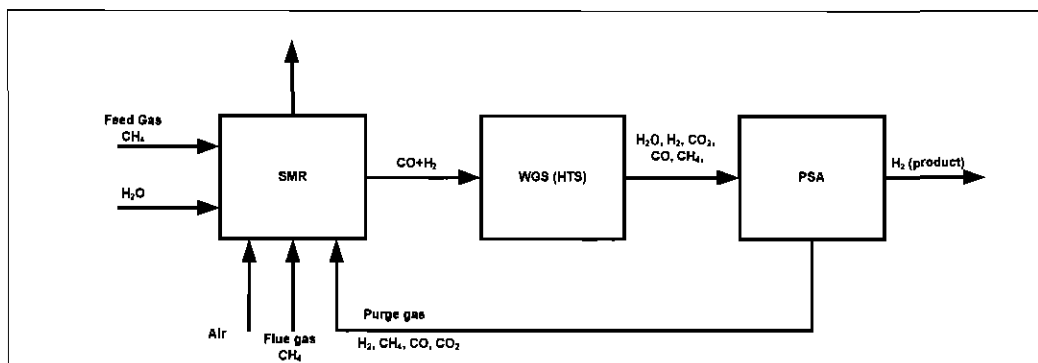 Feed Gas
CH₄
H₂O
SMR
CO+H₂
WGS (HTS)
H₂O, H₂, CO₂,
CO, CH₄,
PSA
H₂ (product)
Air
Flue gas
CH₄
Purge gas
H₂, CH₄, CO, CO₂